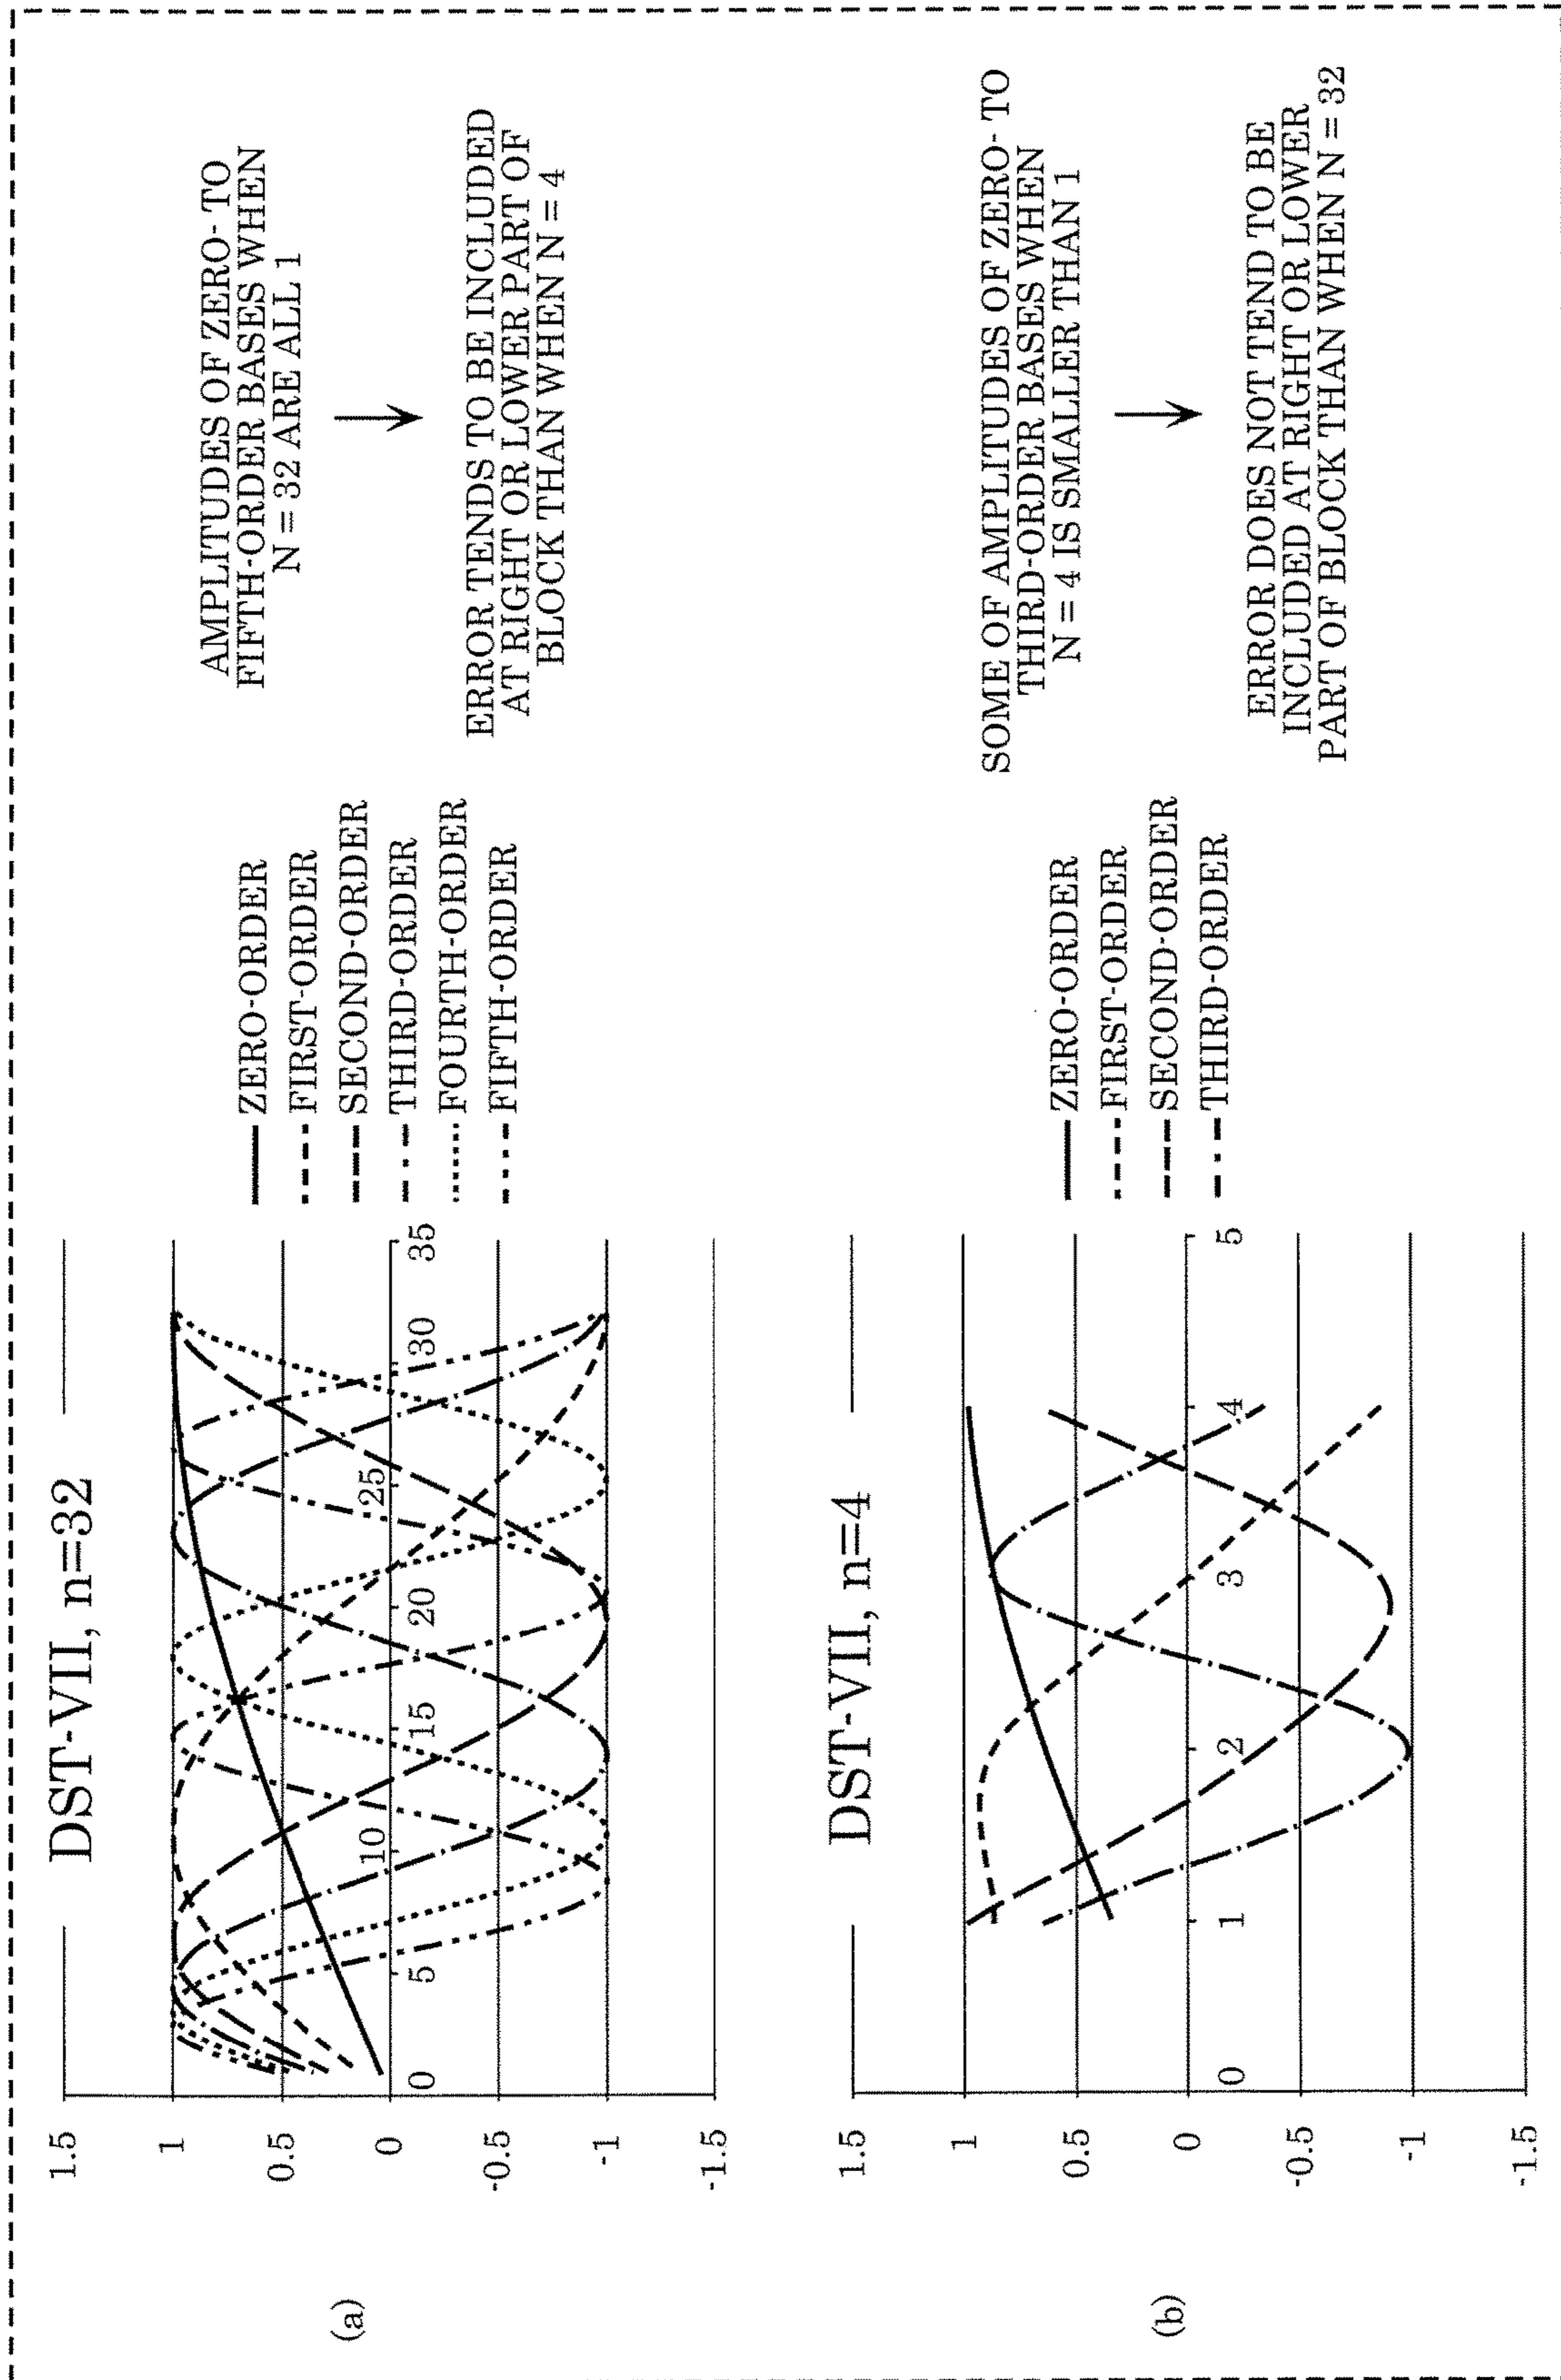 (a)
DST-VII, n=32
1.5
1
0.5
0
-0.5
-1
-1.5
0
5
10
15
20
25
30
35
ZERO-ORDER
FIRST-ORDER
SECOND-ORDER
THIRD-ORDER
FOURTH-ORDER
FIFTH-ORDER
AMPLITUDES OF ZERO- TO
FIFTH-ORDER BASES WHEN
N = 32 ARE ALL 1
ERROR TENDS TO BE INCLUDED
AT RIGHT OR LOWER PART OF
BLOCK THAN WHEN N = 4
(b)
DST-VII, n=4
1.5
1
0.5
0
-0.5
-1
-1.5
0
1
2
3
4
5
ZERO-ORDER
FIRST-ORDER
SECOND-ORDER
THIRD-ORDER
SOME OF AMPLITUDES OF ZERO- TO
THIRD-ORDER BASES WHEN
N = 4 IS SMALLER THAN 1
ERROR DOES NOT TEND TO BE
INCLUDED AT RIGHT OR LOWER
PART OF BLOCK THAN WHEN N = 32